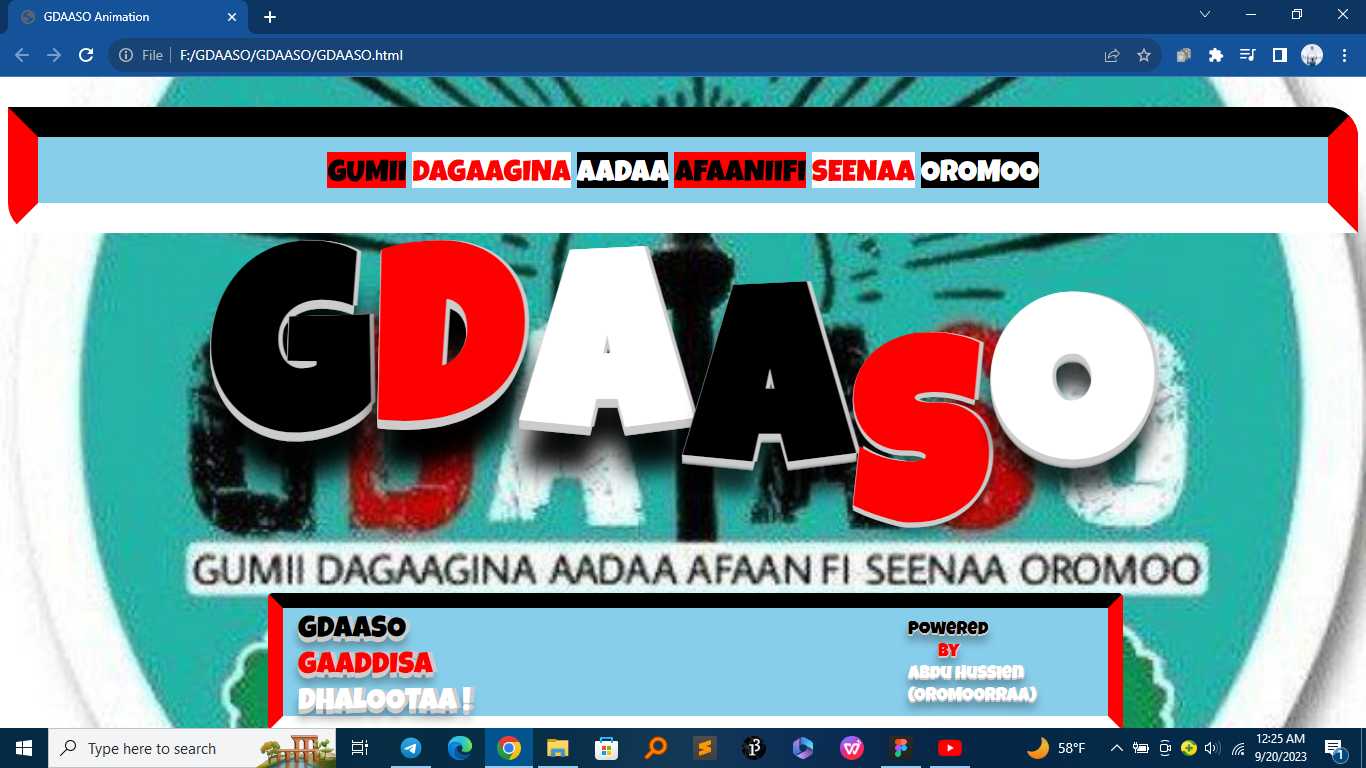 GDAASO Animation
File F:/GDAASO/GDAASO/GDAASO.html
GUMII DAGAAGINA AADAA AFAANIIFI SEENAA OROMOO
GDAASO
GDAASO
GUMII DAGAAGINA AADAA AFAAN FI SEENAA OROMOO
GDAASO
GAADDISA
DHALOOTAA !
POWERED
BY
ABDU HUSSIEN
(OROMOORRAA)
Type here to search
58°F
12:25 AM
9/20/2023
1